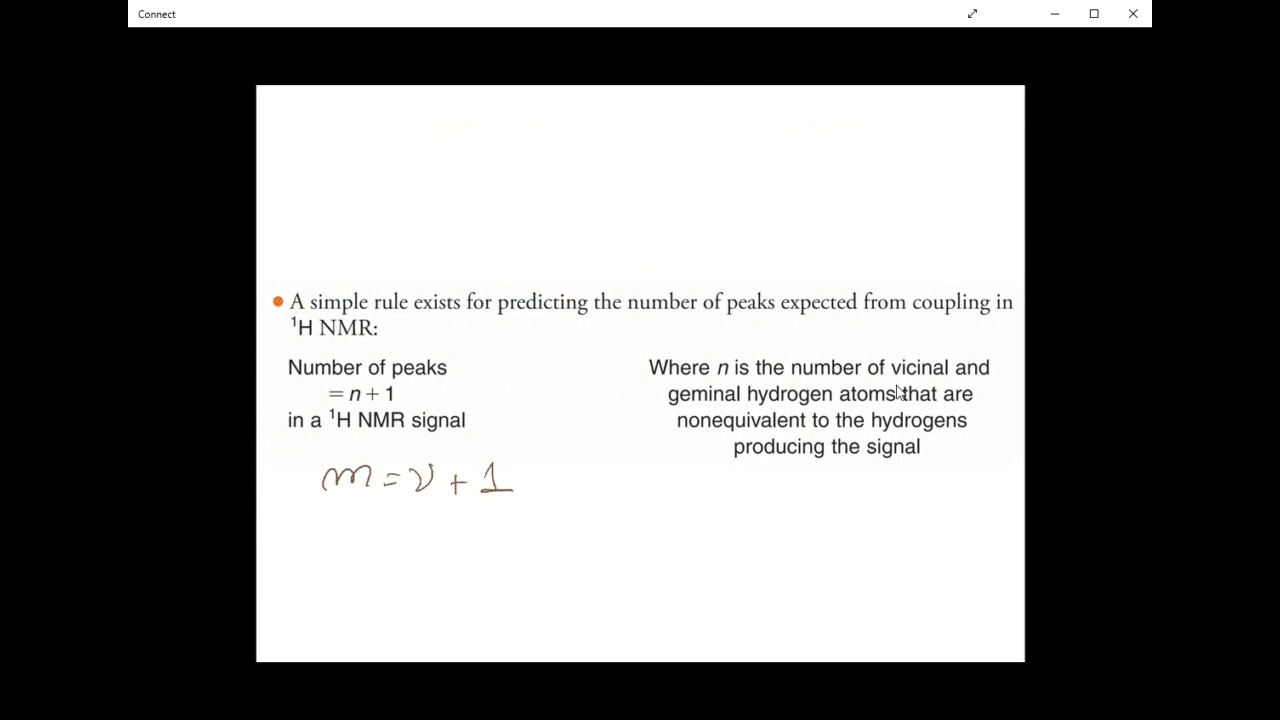 Connect
• A simple rule exists for predicting the number of peaks expected from coupling in
¹H NMR:
Number of peaks
= n + 1
in a ¹H NMR signal
Where n is the number of vicinal and
geminal hydrogen atoms that are
nonequivalent to the hydrogens
producing the signal
m = ν + 1